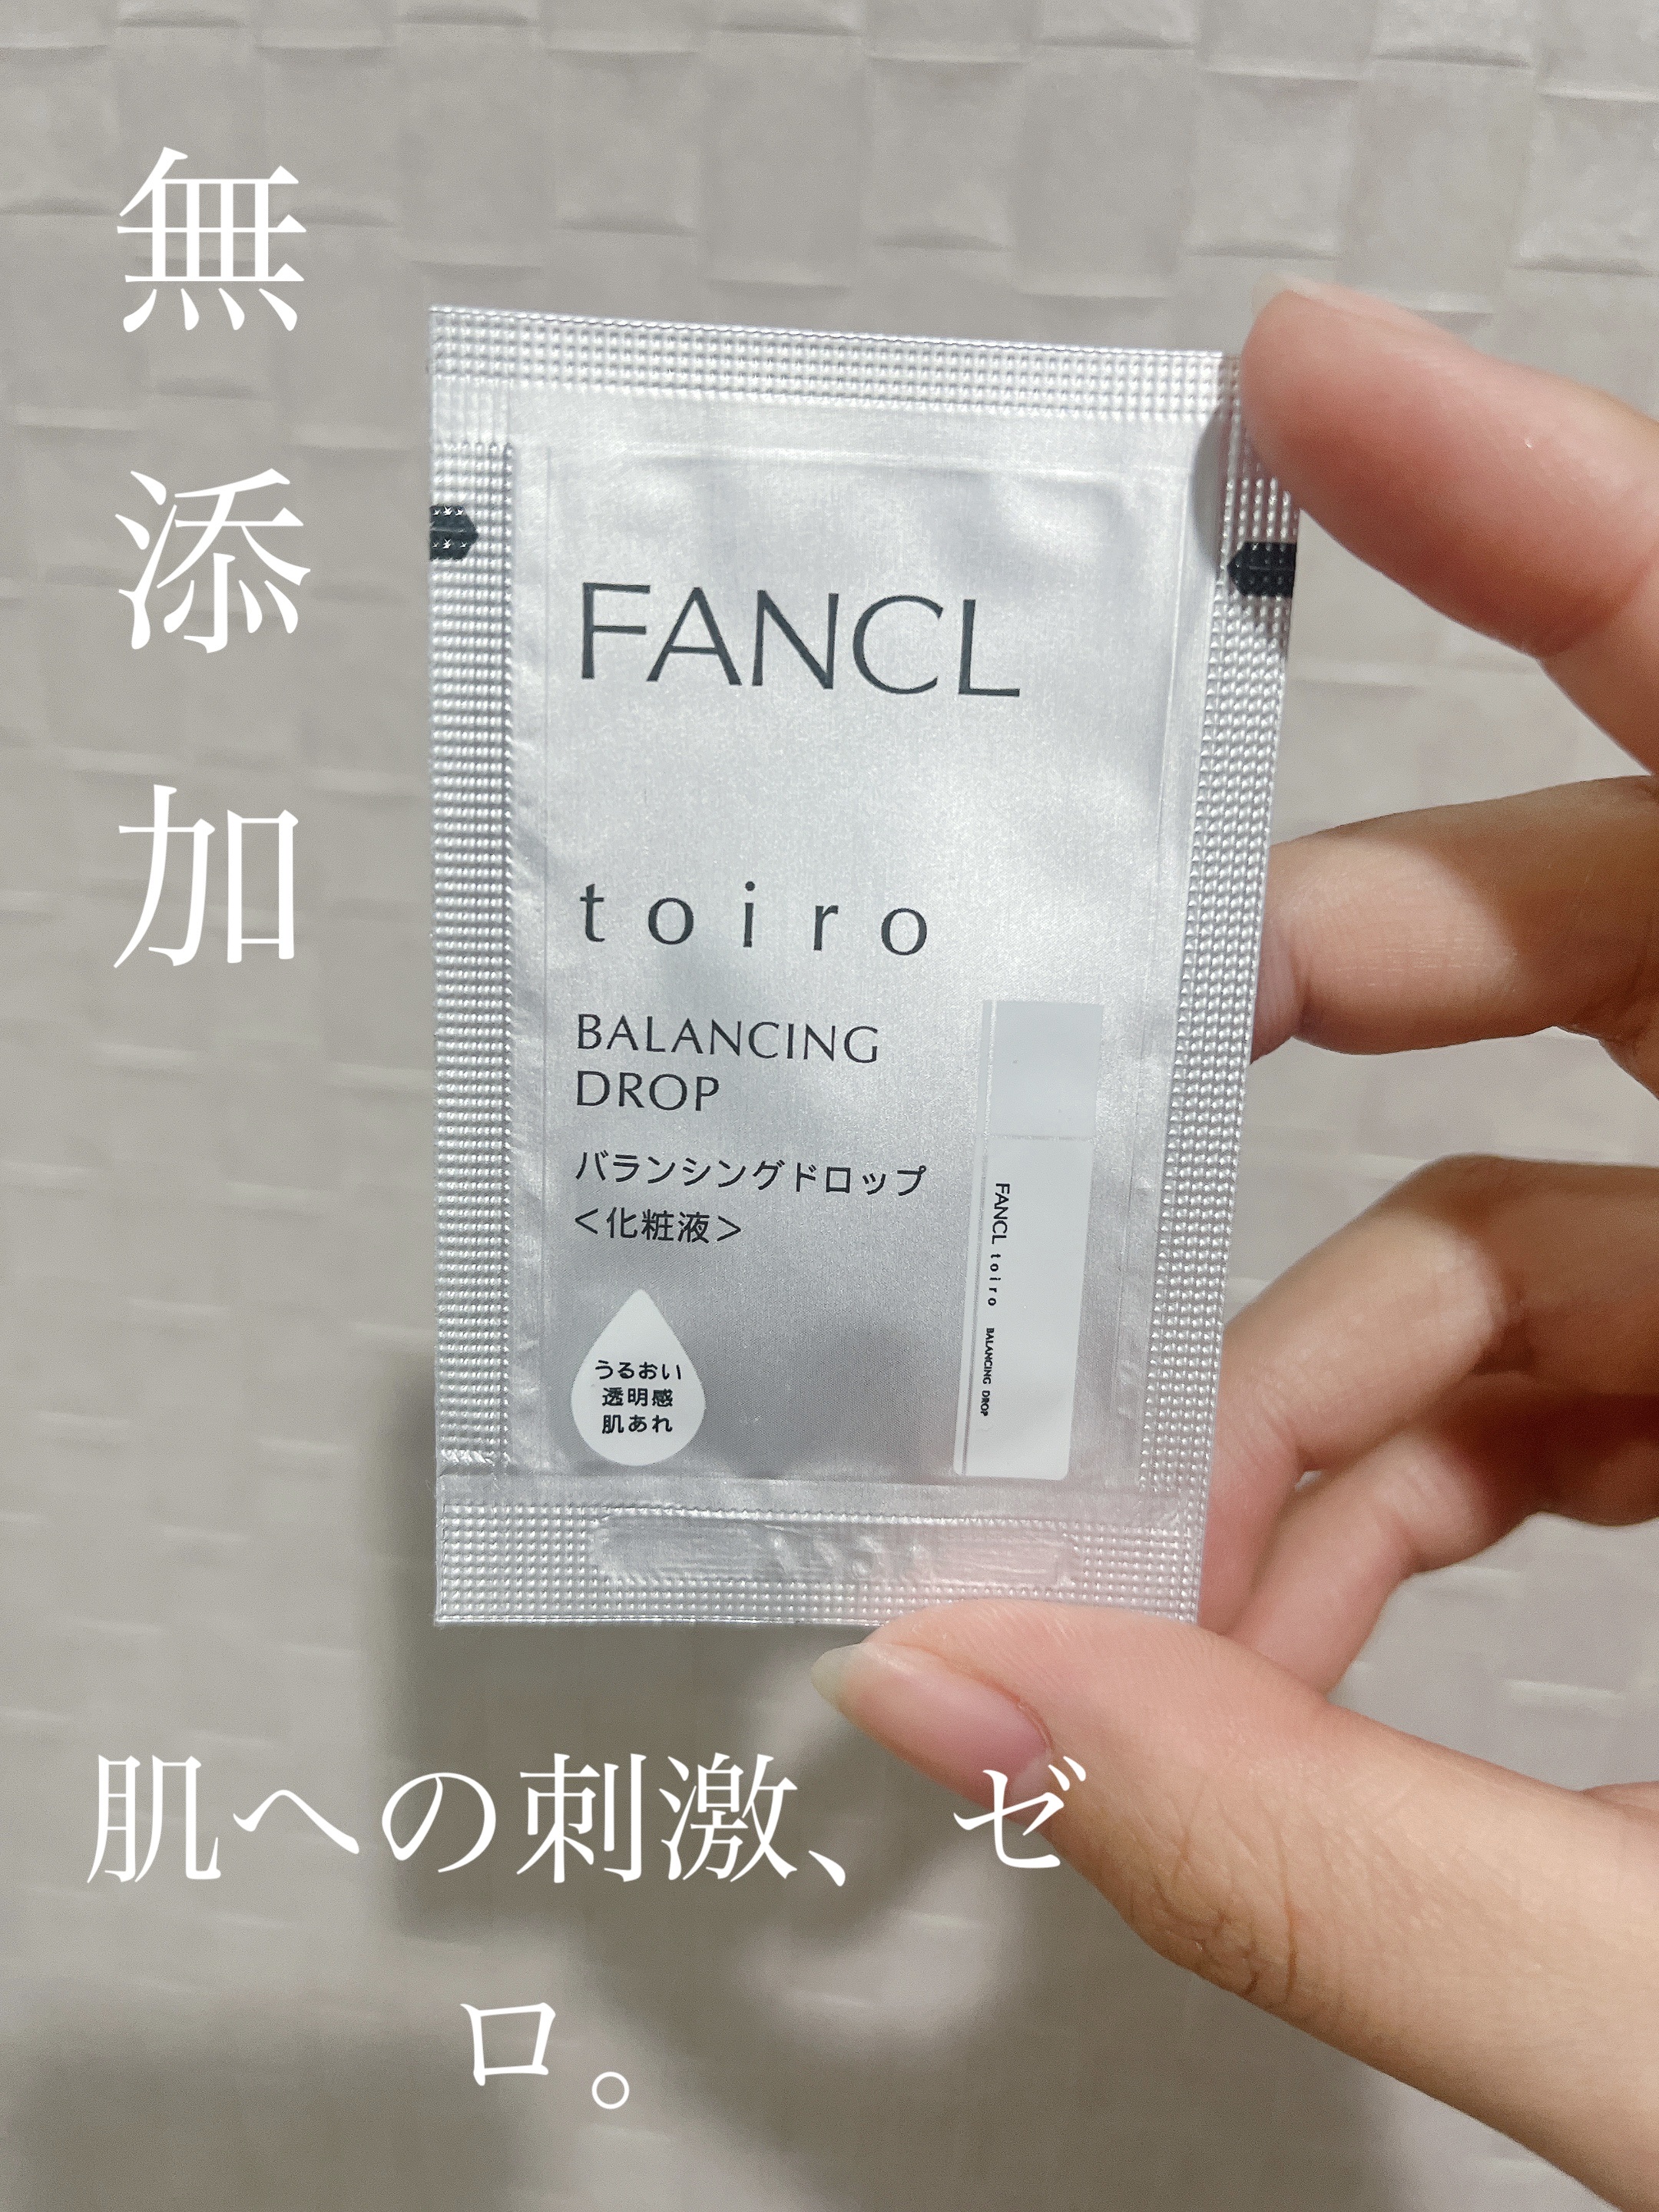 無添加
FANCL
toiro
BALANCING
DROP
バランシングドロップ
<化粧液>
うるおい
透明感
肌あれ
FANCL toiro BALANCING DROP
肌への刺激、ゼ
ロ。